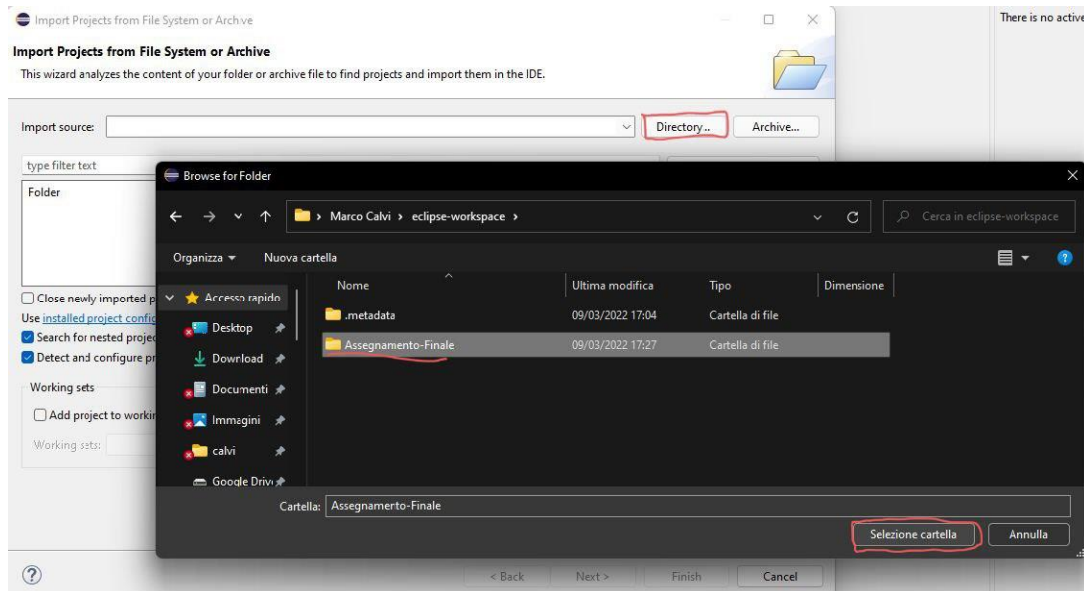 Import Projects from File System or Archive
There is no active
Import Projects from File System or Archive
This wizard analyzes the content of your folder or archive file to find projects and import them in the IDE.
Import source:
Directory...
Archive...
type filter text
Folder
Browse for Folder
Marco Calvi › eclipse-workspace ›
Cerca in eclipse-workspace
Organizza
Nuova cartella
Nome
Ultima modifica
Tipo
Dimensione
Close newly imported p
Accesso rapido
.metadata
09/03/2022 17:04
Cartella di file
Use installed project config
Search for nested projec
Desktop
Assegnamento-Finale
09/03/2022 17:27
Cartella di file
Detect and configure pr
Download
Working sets
Documenti
Add project to workin
Immagini
Working sets:
calvi
Google Driv
Cartella:
Assegnamento-Finale
Selezione cartella
Annulla
?
< Back
Next >
Finish
Cancel